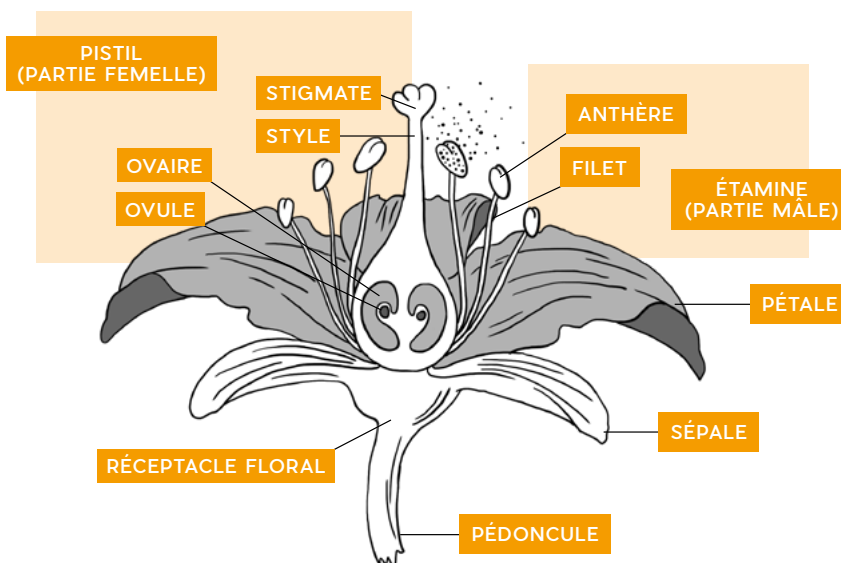 PISTIL
(PARTIE FEMELLE)
STIGMATE
STYLE
OVAIRE
OVULE
ANTHÈRE
FILET
ÉTAMINE
(PARTIE MÂLE)
PÉTALE
SÉPALE
RÉCEPTACLE FLORAL
PÉDONCULE